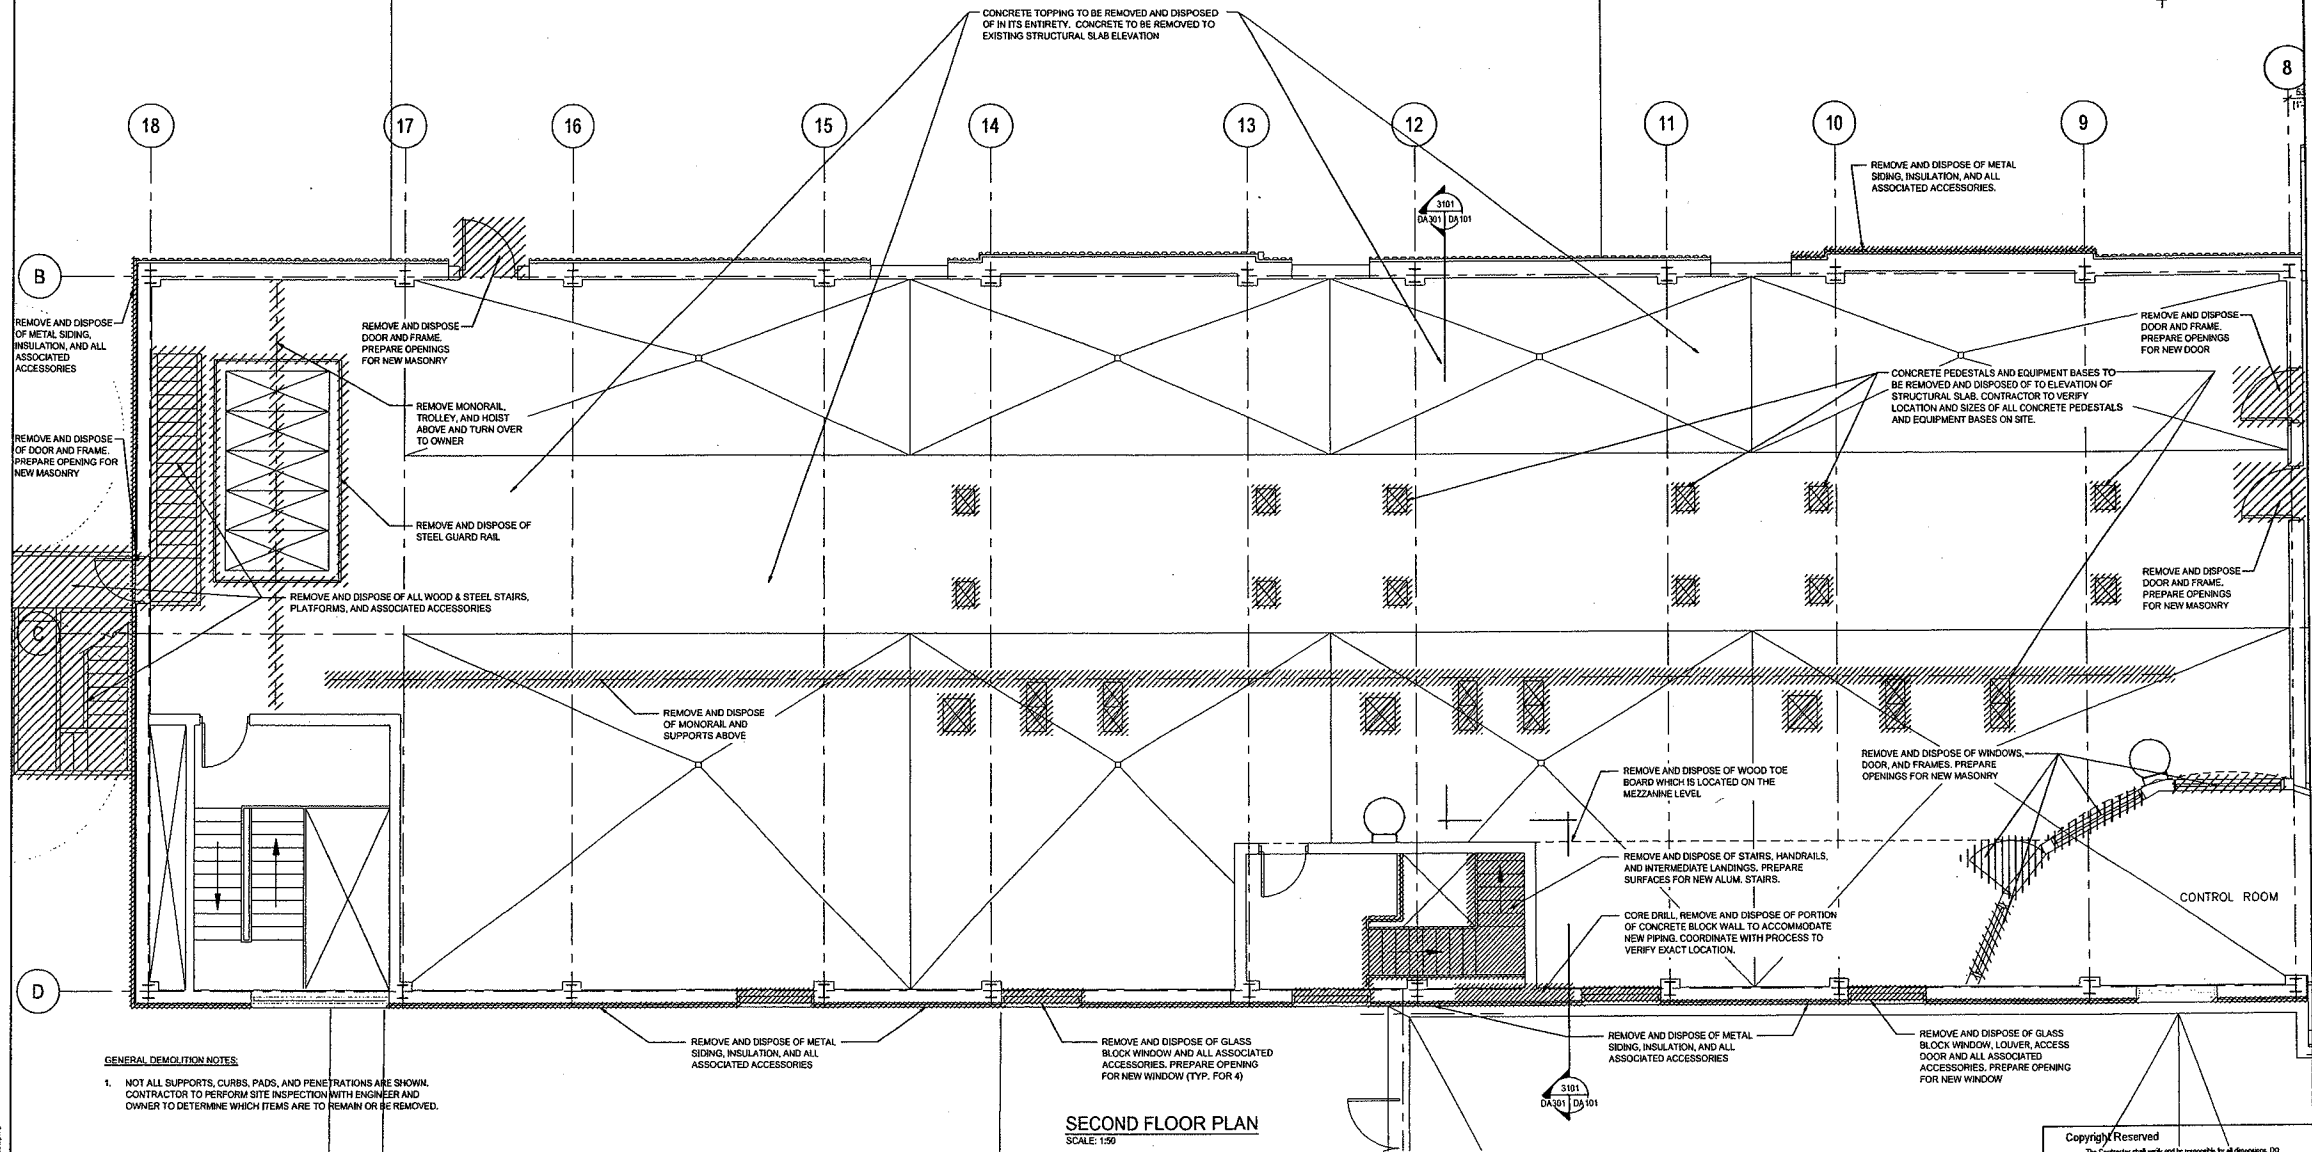 CONCRETE TOPPING TO BE REMOVED AND DISPOSED
OF IN ITS ENTIRETY. CONCRETE TO BE REMOVED TO
EXISTING STRUCTURAL SLAB ELEVATION
8
18
17
16
15
14
13
12
11
10
9
REMOVE AND DISPOSE OF METAL
SIDING, INSULATION, AND ALL
ASSOCIATED ACCESSORIES.
3101
DA301 DA101
B
REMOVE AND DISPOSE
OF METAL SIDING,
INSULATION, AND ALL
ASSOCIATED
ACCESSORIES
REMOVE AND DISPOSE
DOOR AND FRAME.
PREPARE OPENINGS
FOR NEW MASONRY
REMOVE AND DISPOSE
DOOR AND FRAME.
PREPARE OPENINGS
FOR NEW DOOR
CONCRETE PEDESTALS AND EQUIPMENT BASES TO
BE REMOVED AND DISPOSED OF TO ELEVATION OF
STRUCTURAL SLAB. CONTRACTOR TO VERIFY
LOCATION AND SIZES OF ALL CONCRETE PEDESTALS
AND EQUIPMENT BASES ON SITE.
REMOVE MONORAIL,
TROLLEY, AND HOIST
ABOVE AND TURN OVER
TO OWNER
REMOVE AND DISPOSE
OF DOOR AND FRAME.
PREPARE OPENING FOR
NEW MASONRY
REMOVE AND DISPOSE OF
STEEL GUARD RAIL
REMOVE AND DISPOSE
DOOR AND FRAME.
PREPARE OPENINGS
FOR NEW MASONRY
REMOVE AND DISPOSE OF ALL WOOD & STEEL STAIRS,
PLATFORMS, AND ASSOCIATED ACCESSORIES
C
REMOVE AND DISPOSE
OF MONORAIL AND
SUPPORTS ABOVE
REMOVE AND DISPOSE OF WINDOWS,
DOOR, AND FRAMES. PREPARE
OPENINGS FOR NEW MASONRY
REMOVE AND DISPOSE OF WOOD TOE
BOARD WHICH IS LOCATED ON THE
MEZZANINE LEVEL
REMOVE AND DISPOSE OF STAIRS, HANDRAILS,
AND INTERMEDIATE LANDINGS. PREPARE
SURFACES FOR NEW ALUM. STAIRS.
CONTROL ROOM
CORE DRILL, REMOVE AND DISPOSE OF PORTION
OF CONCRETE BLOCK WALL TO ACCOMMODATE
NEW PIPING. COORDINATE WITH PROCESS TO
VERIFY EXACT LOCATION.
D
REMOVE AND DISPOSE OF METAL
SIDING, INSULATION, AND ALL
ASSOCIATED ACCESSORIES
REMOVE AND DISPOSE OF GLASS
BLOCK WINDOW AND ALL ASSOCIATED
ACCESSORIES. PREPARE OPENING
FOR NEW WINDOW (TYP. FOR 4)
REMOVE AND DISPOSE OF METAL
SIDING, INSULATION, AND ALL
ASSOCIATED ACCESSORIES
REMOVE AND DISPOSE OF GLASS
BLOCK WINDOW, LOUVER, ACCESS
DOOR AND ALL ASSOCIATED
ACCESSORIES. PREPARE OPENING
FOR NEW WINDOW
GENERAL DEMOLITION NOTES:
1. NOT ALL SUPPORTS, CURBS, PADS, AND PENETRATIONS ARE SHOWN.
CONTRACTOR TO PERFORM SITE INSPECTION WITH ENGINEER AND
OWNER TO DETERMINE WHICH ITEMS ARE TO REMAIN OR BE REMOVED.
3101
DA301 DA101
SECOND FLOOR PLAN
SCALE: 1:50
Copyright Reserved
The Contractor shall verify and be responsible for all dimensions. DO